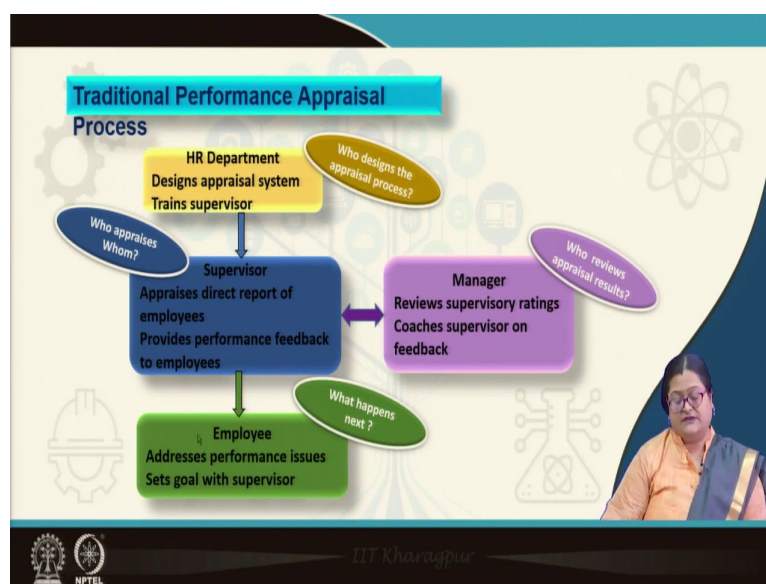 Traditional Performance Appraisal
Process
HR Department
Designs appraisal system
Trains supervisor
Who designs the
appraisal process?
Who appraises
Whom?
Supervisor
Appraises direct report of
employees
Provides performance feedback
to employees
Manager
Reviews supervisory ratings
Coaches supervisor on
feedback
Who reviews
appraisal results?
What happens
next ?
Employee
Addresses performance issues
Sets goal with supervisor
IIT Kharagpur
NPTEL